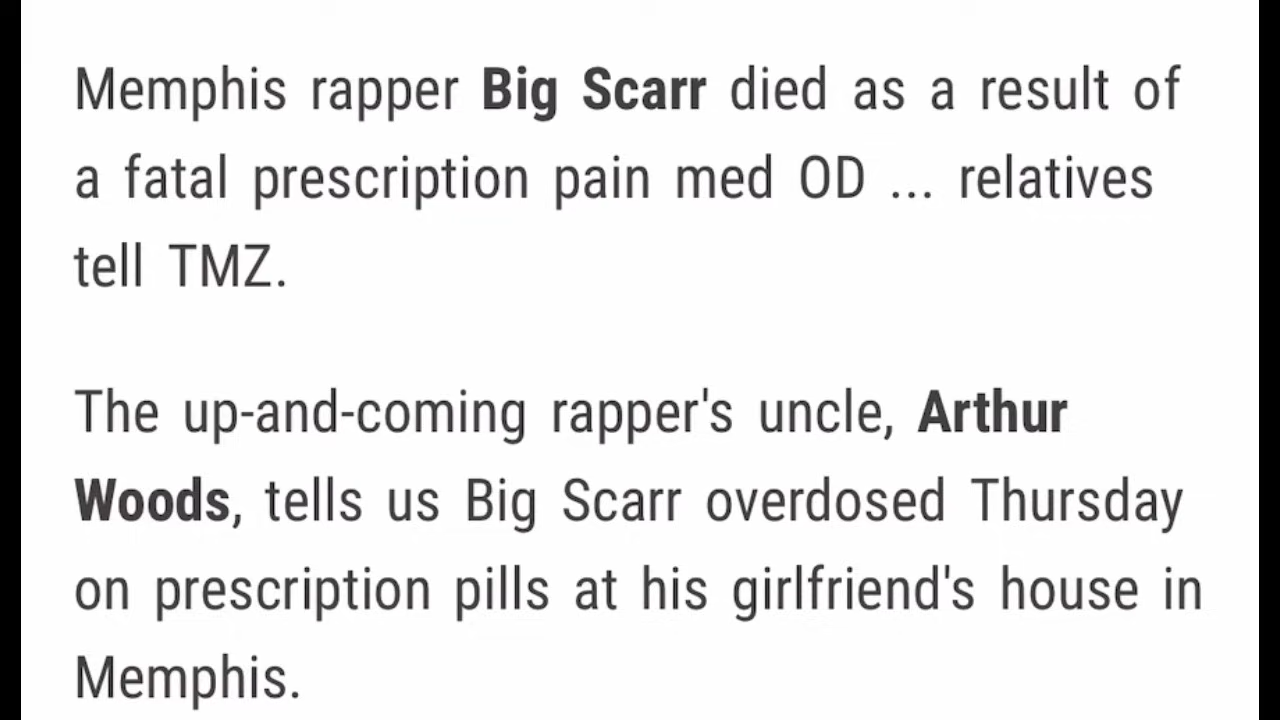 Memphis rapper Big Scarr died as a result of
a fatal prescription pain med OD ... relatives
tell TMZ.
The up-and-coming rapper's uncle, Arthur
Woods, tells us Big Scarr overdosed Thursday
on prescription pills at his girlfriend's house in
Memphis.